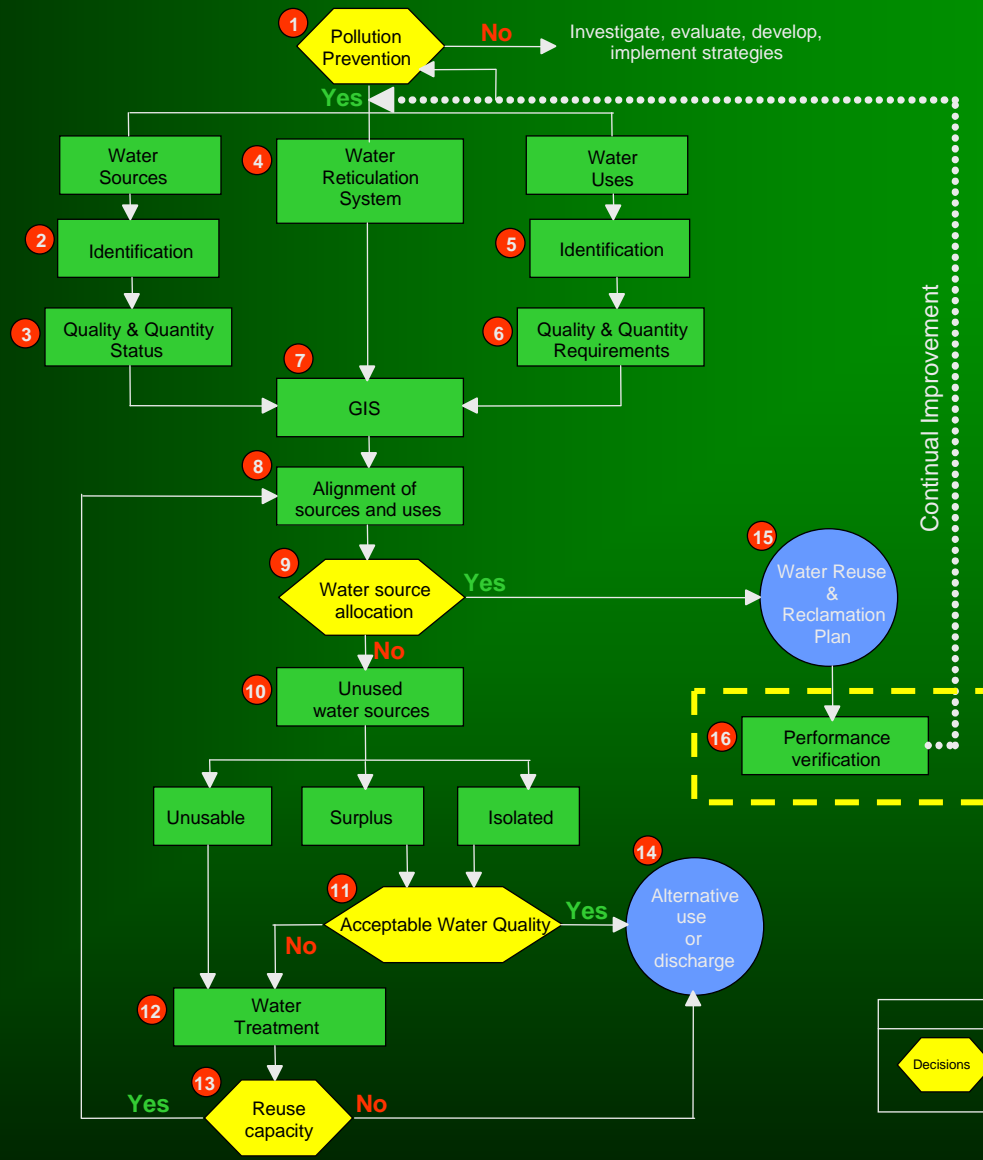 1
Pollution
Prevention
No
Investigate, evaluate, develop,
implement strategies
Yes
Water
Sources
4
Water
Reticulation
System
Water
Uses
2
Identification
5
Identification
3
Quality & Quantity
Status
6
Quality & Quantity
Requirements
7
GIS
8
Alignment of
sources and uses
Continual Improvement
9
Water source
allocation
Yes
15
Water Reuse
&
Reclamation
Plan
No
10
Unused
water sources
16
Performance
verification
Unusable
Surplus
Isolated
11
Acceptable Water Quality
Yes
14
Alternative
use
or
discharge
No
12
Water
Treatment
13
Reuse
capacity
Yes
No
Decisions